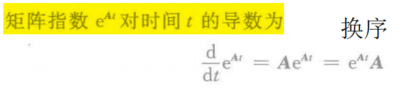 矩阵指数 e^{At} 对时间 t 的导数为 换序
d/dt e^{At} = Ae^{At} = e^{At}A